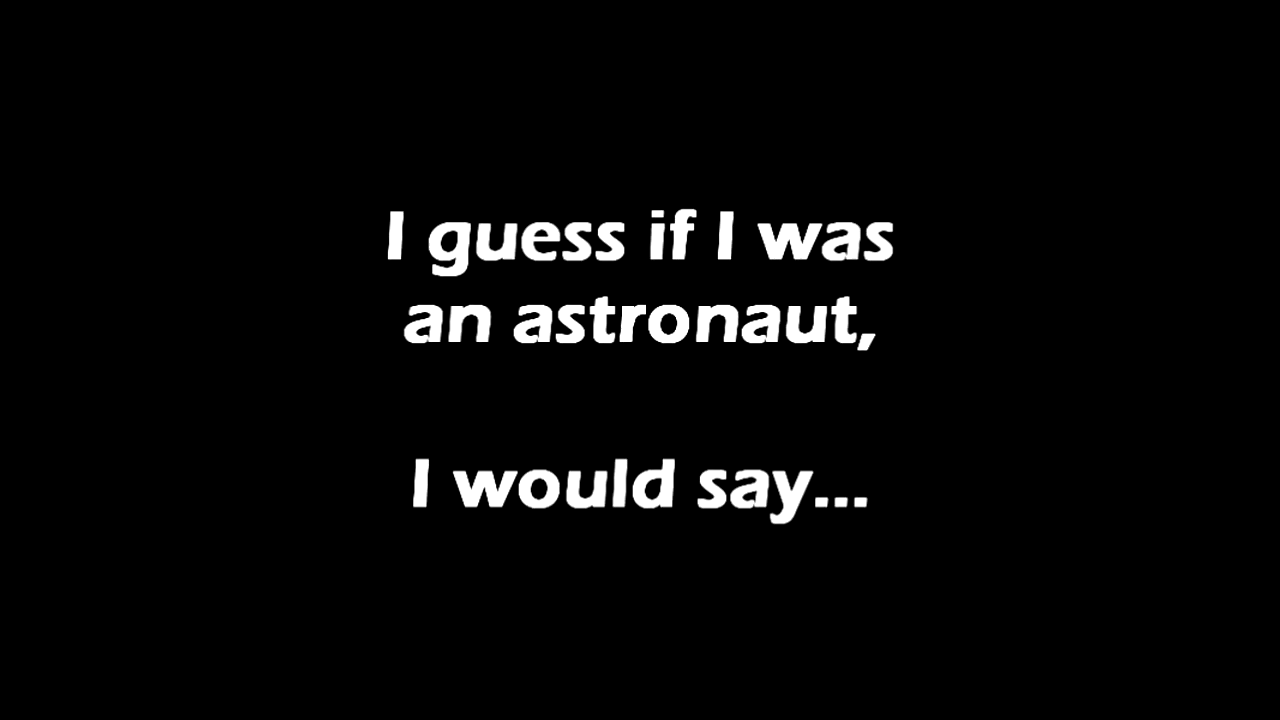 I guess if I was
an astronaut,
I would say...